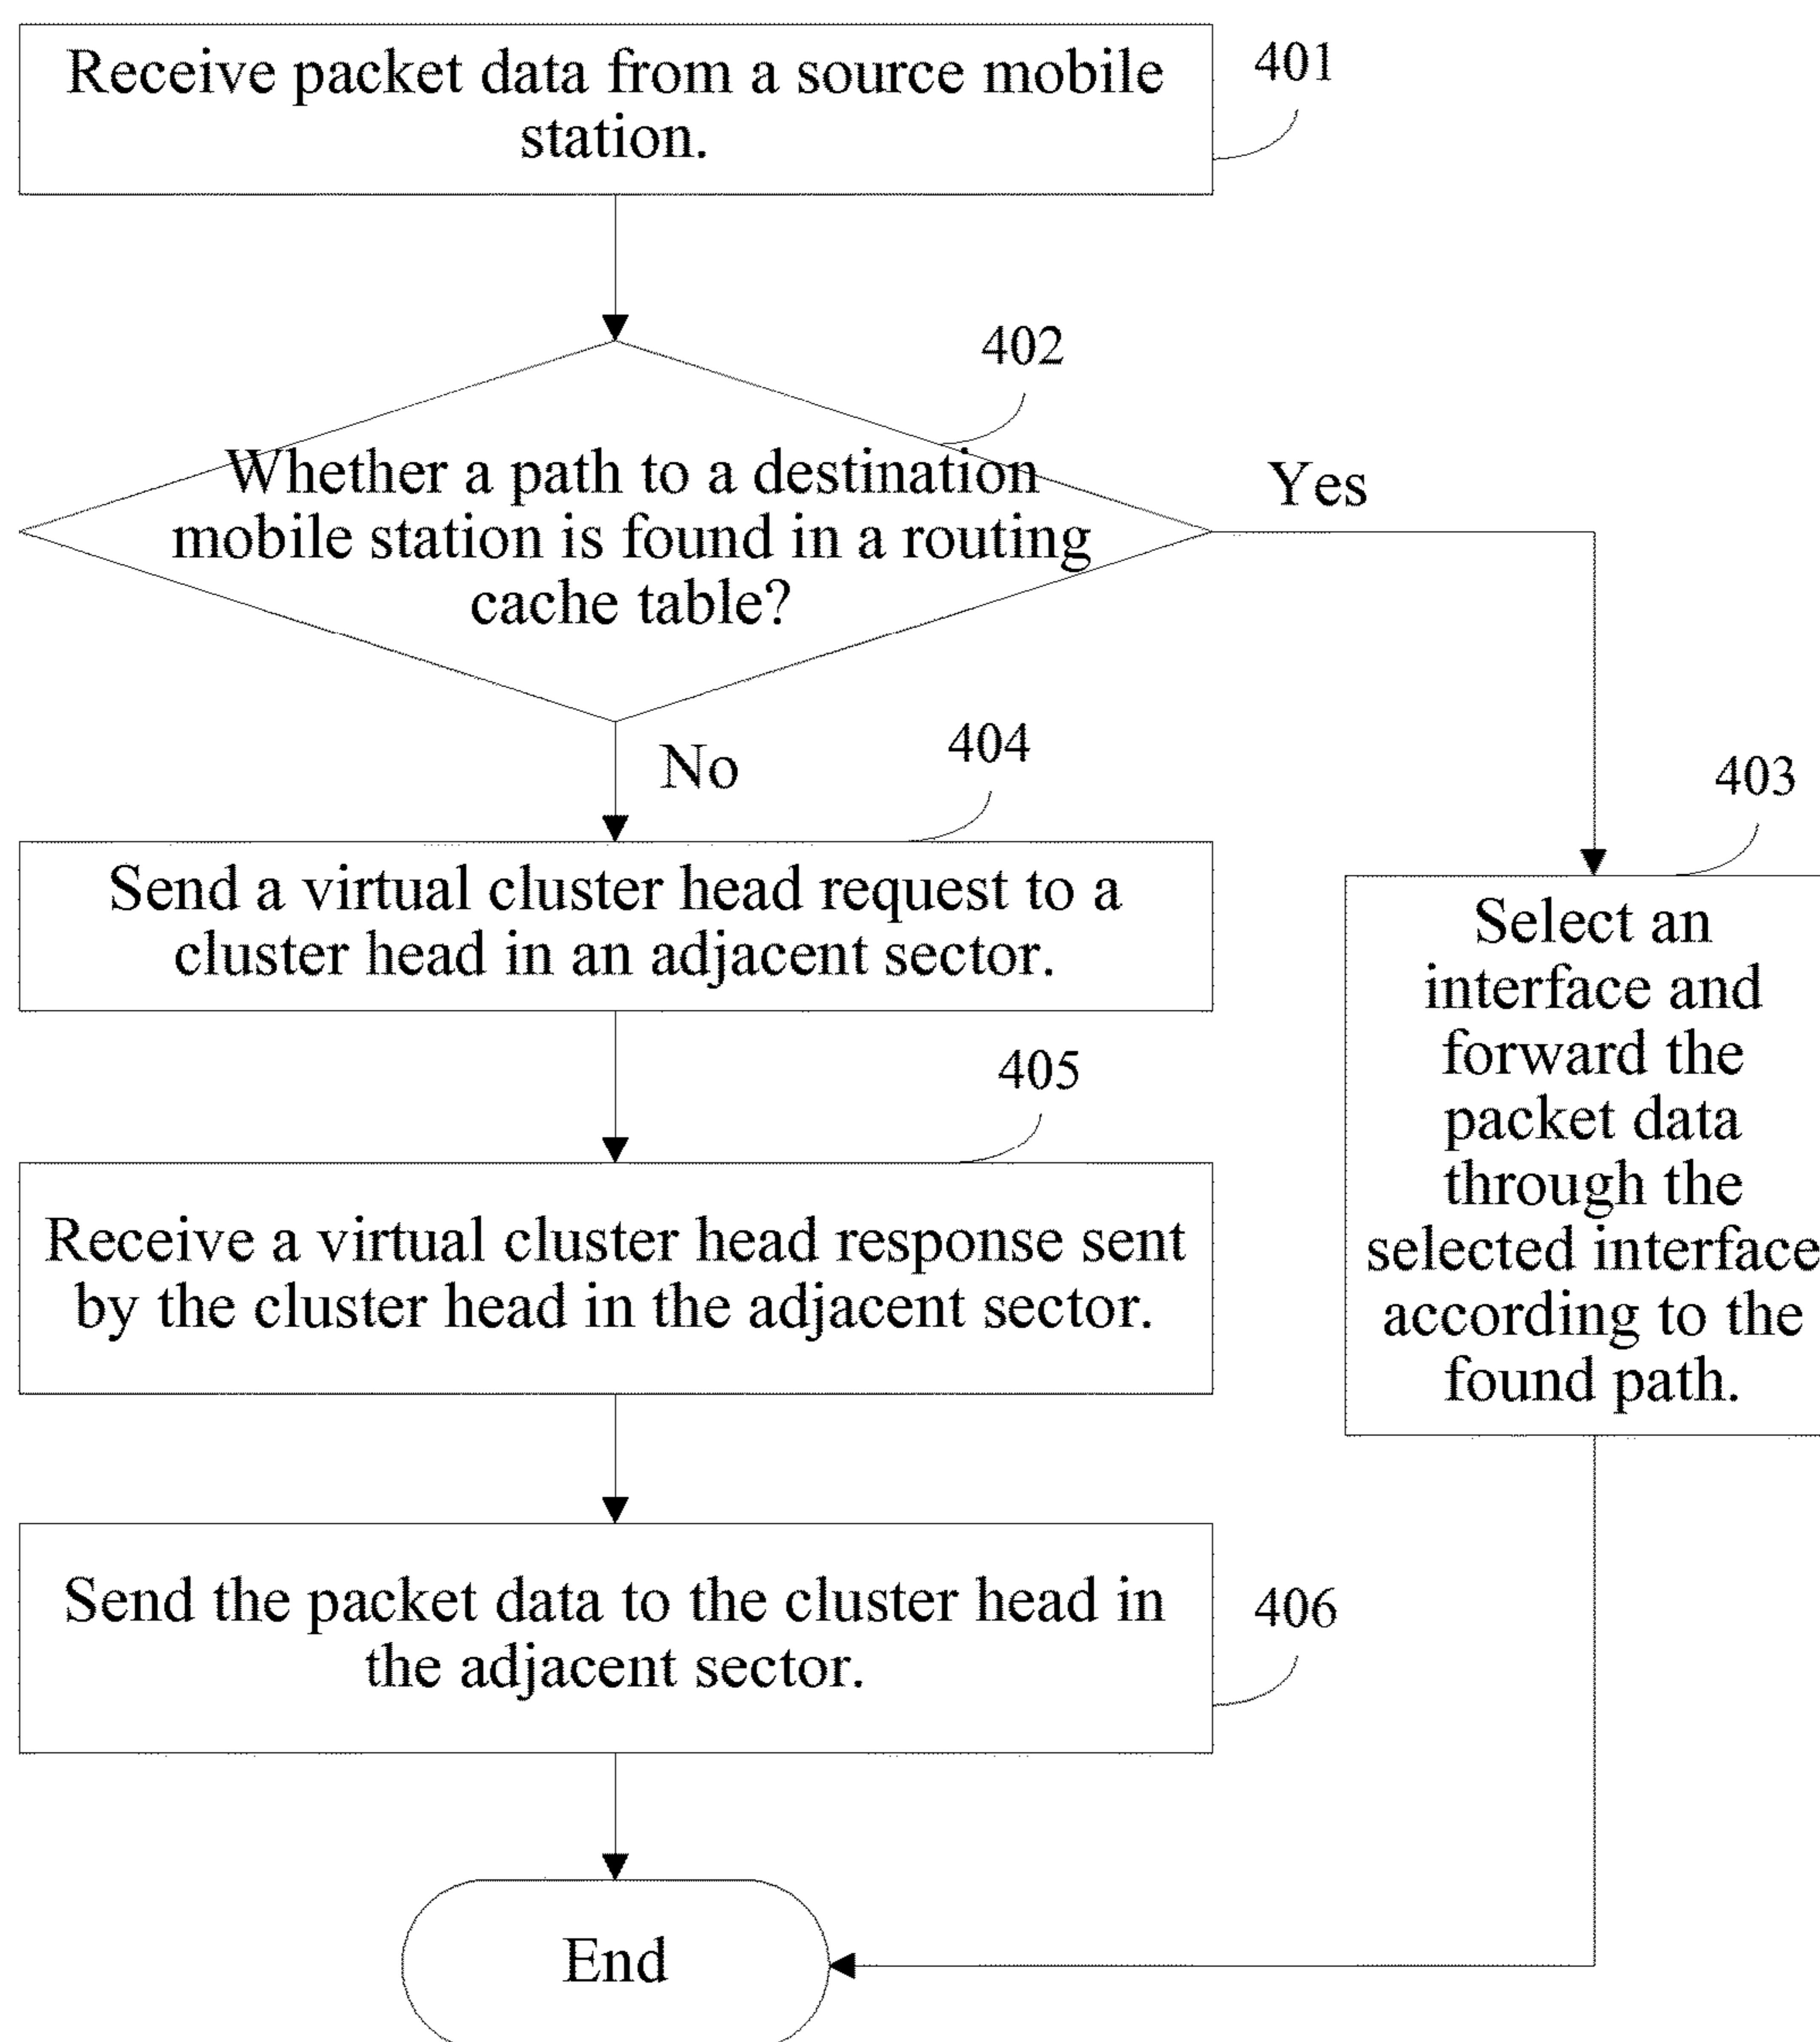 Receive packet data from a source mobile
station.
401
402
Whether a path to a destination
mobile station is found in a routing
cache table?
Yes
No
404
403
Send a virtual cluster head request to a
cluster head in an adjacent sector.
Select an
interface and
forward the
packet data
through the
selected interface
according to the
found path.
405
Receive a virtual cluster head response sent
by the cluster head in the adjacent sector.
Send the packet data to the cluster head in
the adjacent sector.
406
End